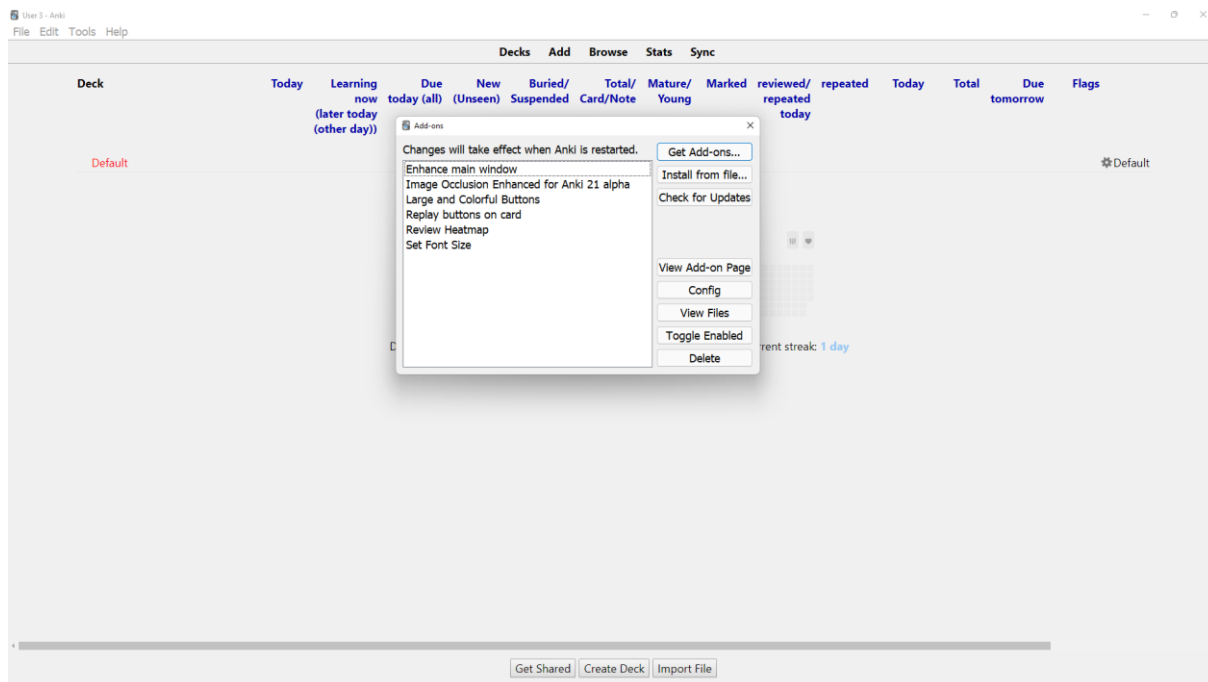 User 3 - Anki
File Edit Tools Help
Decks Add Browse Stats Sync
Deck
Today
Learning
now
(later today
(other day))
Due
today (all)
New
(Unseen)
Buried/
Suspended
Total/
Card/Note
Mature/
Young
Marked
reviewed/
repeated
today
repeated
Today
Total
Due
tomorrow
Flags
Default
Default
Add-ons
Changes will take effect when Anki is restarted.
Enhance main window
Image Occlusion Enhanced for Anki 21 alpha
Large and Colorful Buttons
Replay buttons on card
Review Heatmap
Set Font Size
Get Add-ons...
Install from file...
Check for Updates
View Add-on Page
Config
View Files
Toggle Enabled
Delete
rent streak: 1 day
Get Shared Create Deck Import File